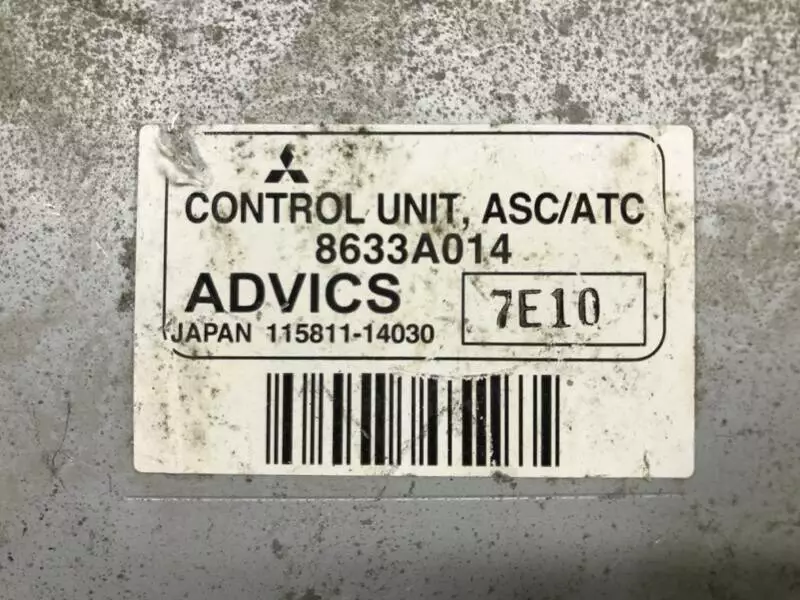 CONTROL UNIT, ASC/ATC
8633A014
ADVICS
7E10
JAPAN 115811-14030